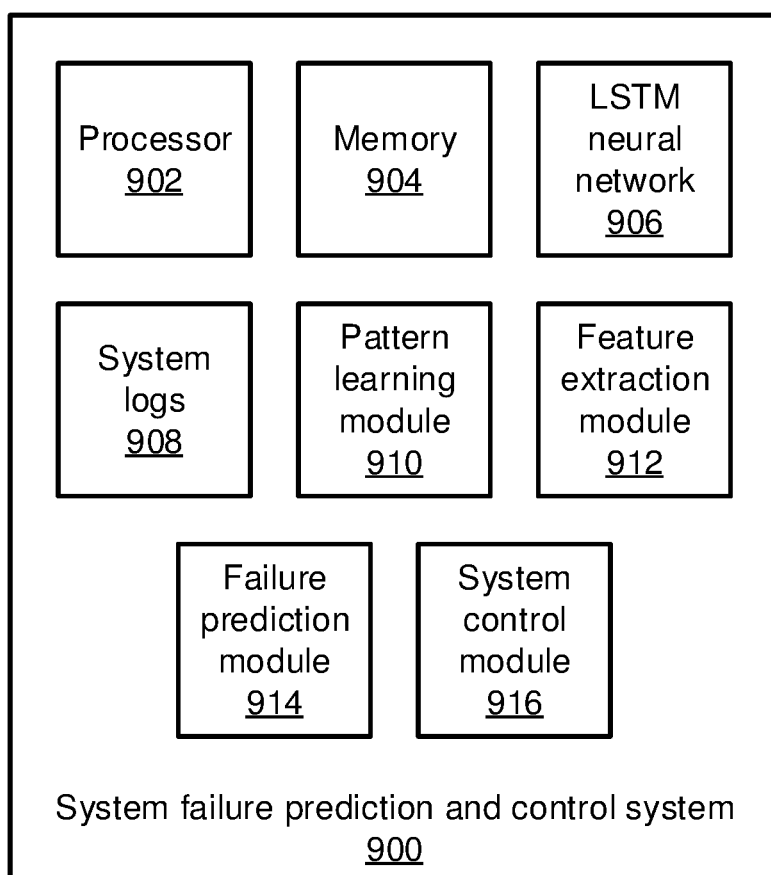 Processor
902
Memory
904
LSTM
neural
network
906
System
logs
908
Pattern
learning
module
910
Feature
extraction
module
912
Failure
prediction
module
914
System
control
module
916
System failure prediction and control system
900